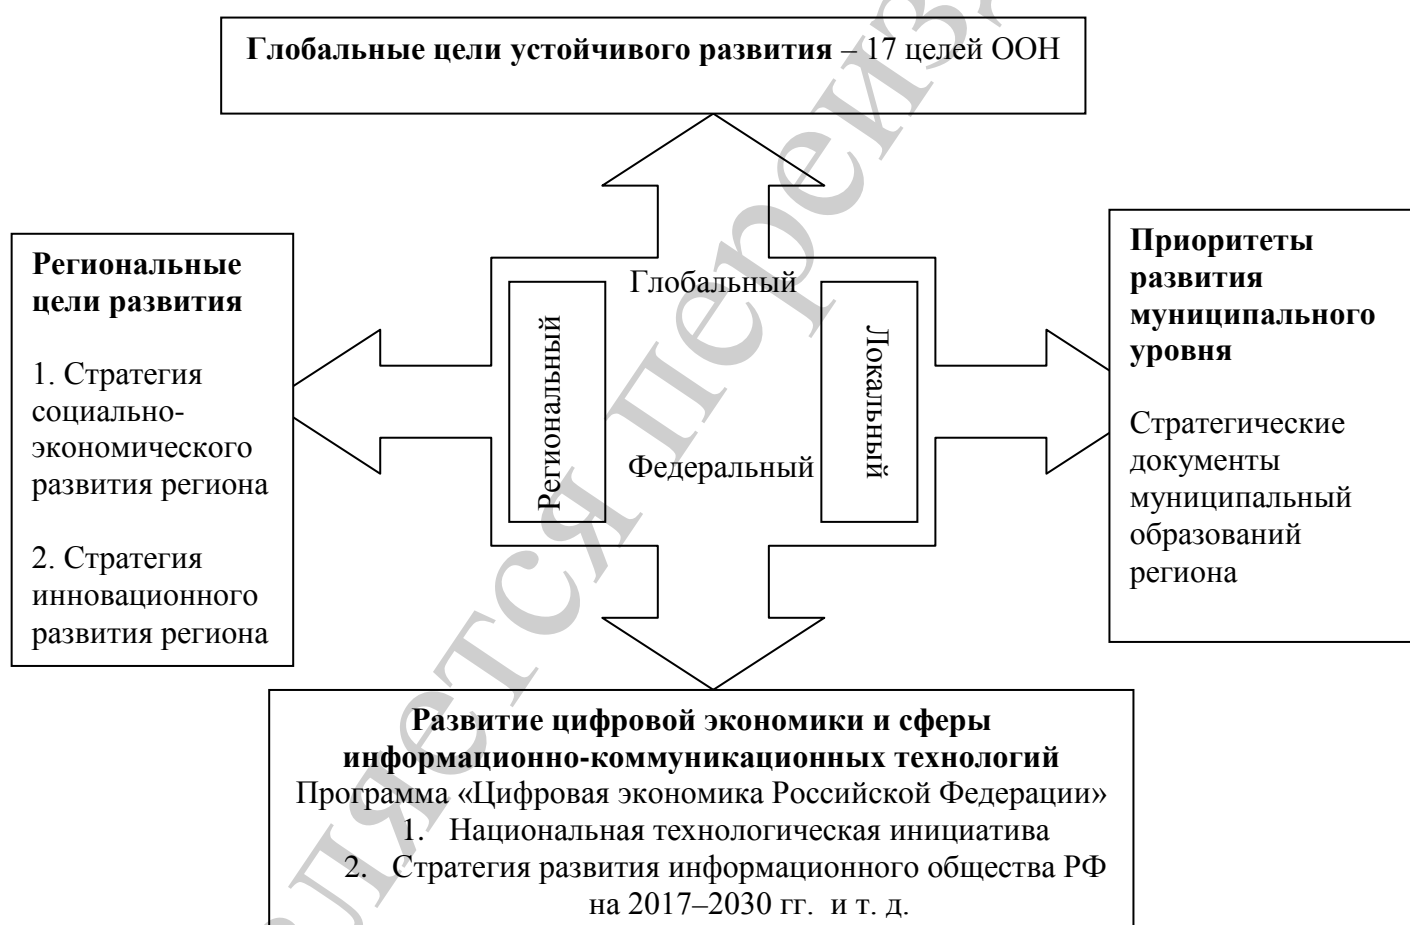 Глобальные цели устойчивого развития – 17 целей ООН
Региональные
цели развития
1. Стратегия
социально-
экономического
развития региона
2. Стратегия
инновационного
развития региона
Глобальный
Региональный
Локальный
Федеральный
Приоритеты
развития
муниципального
уровня
Стратегические
документы
муниципальный
образований
региона
Развитие цифровой экономики и сферы
информационно-коммуникационных технологий
Программа «Цифровая экономика Российской Федерации»
1. Национальная технологическая инициатива
2. Стратегия развития информационного общества РФ
на 2017–2030 гг. и т. д.